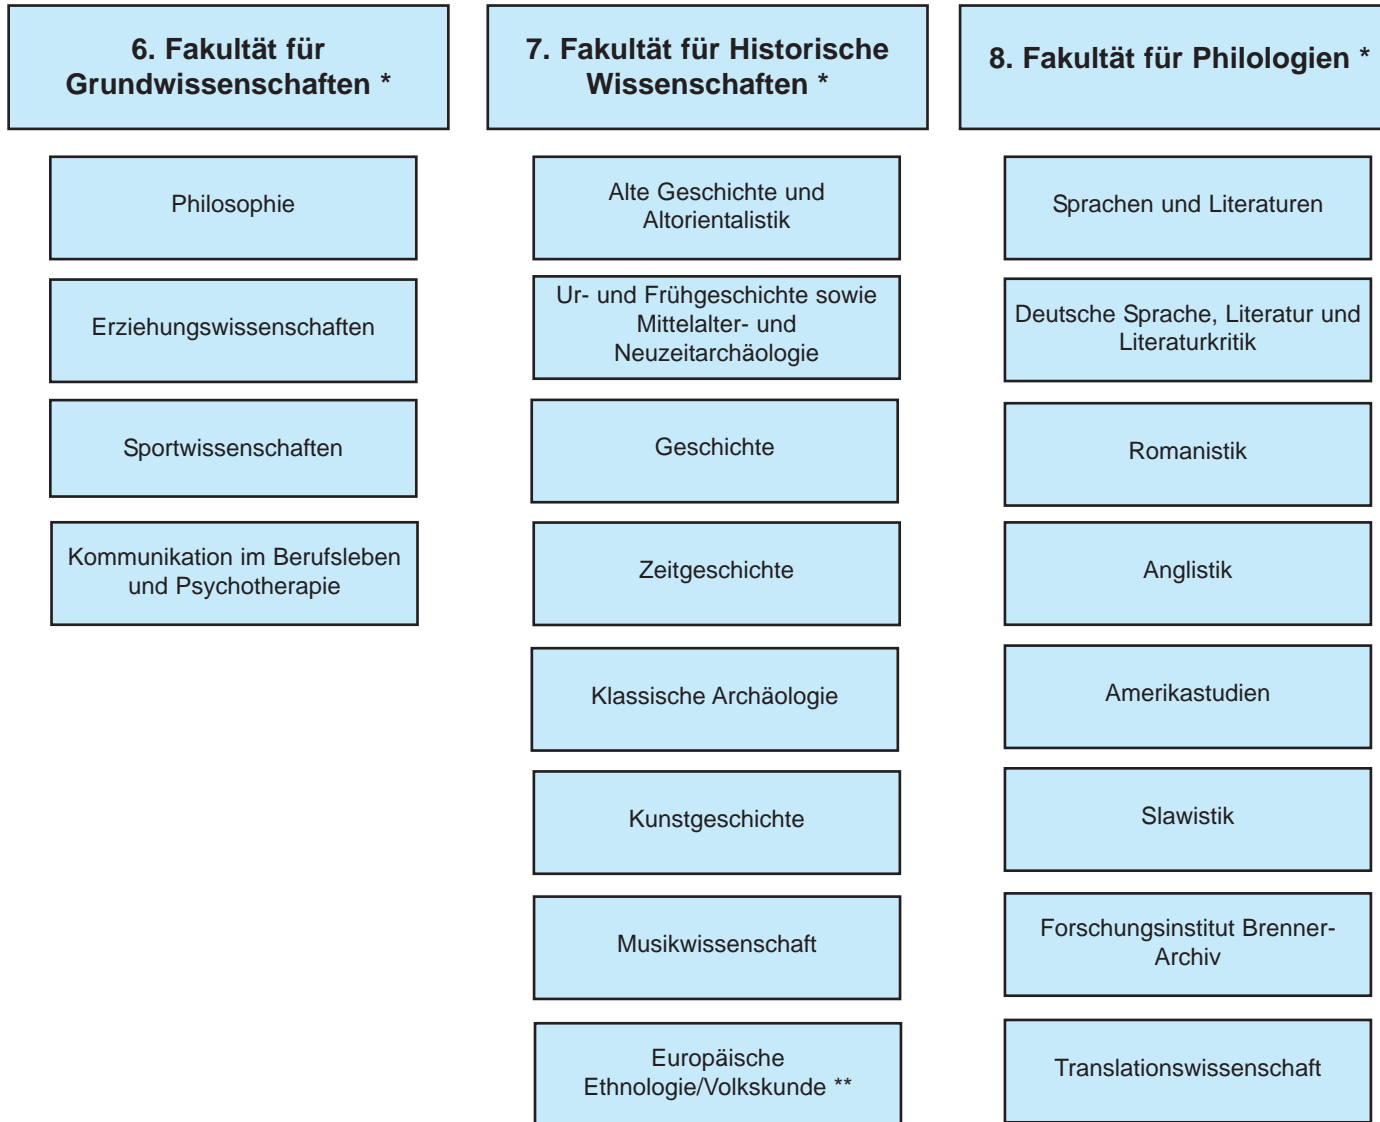 6. Fakultät für
Grundwissenschaften *
Philosophie
Erziehungswissenschaften
Sportwissenschaften
Kommunikation im Berufsleben
und Psychotherapie
7. Fakultät für Historische
Wissenschaften *
Alte Geschichte und
Altorientalistik
Ur- und Frühgeschichte sowie
Mittelalter- und
Neuzeitarchäologie
Geschichte
Zeitgeschichte
Klassische Archäologie
Kunstgeschichte
Musikwissenschaft
Europäische
Ethnologie/Volkskunde **
8. Fakultät für Philologien *
Sprachen und Literaturen
Deutsche Sprache, Literatur und
Literaturkritik
Romanistik
Anglistik
Amerikastudien
Slawistik
Forschungsinstitut Brenner-
Archiv
Translationswissenschaft